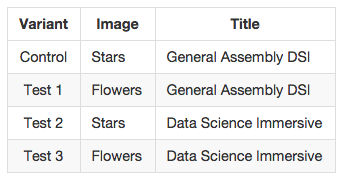 Variant Image Title
Control Stars General Assembly DSI
Test 1 Flowers General Assembly DSI
Test 2 Stars Data Science Immersive
Test 3 Flowers Data Science Immersive